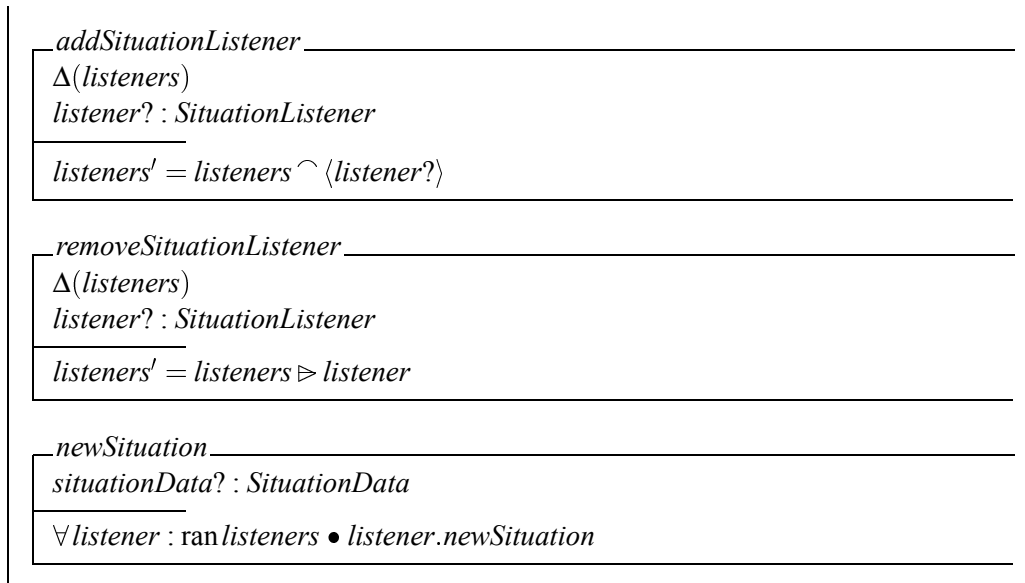 addSituationListener
Δ(listeners)
listener? : SituationListener
listeners′ = listeners ⌢ ⟨listener?⟩
removeSituationListener
Δ(listeners)
listener? : SituationListener
listeners′ = listeners ⩥ listener
newSituation
situationData? : SituationData
∀ listener : ran listeners • listener.newSituation